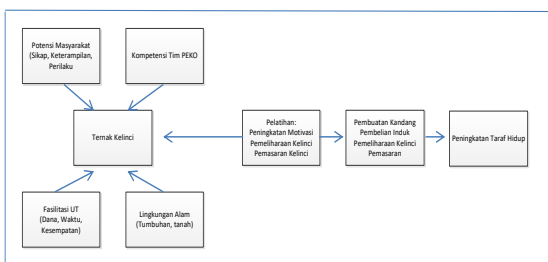 Potensi Masyarakat
(Sikap, Keterampilan,
Perilaku
Kompetensi Tim PEKO
Ternak Kelinci
Pelatihan:
Peningkatan Motivasi
Pemeliharaan Kelinci
Pemasaran Kelinci
Pembuatan Kandang
Pembelian Induk
Pemeliharaan Kelinci
Pemasaran
Peningkatan Taraf Hidup
Fasilitasi UT
(Dana, Waktu,
Kesempatan)
Lingkungan Alam
(Tumbuhan, tanah)